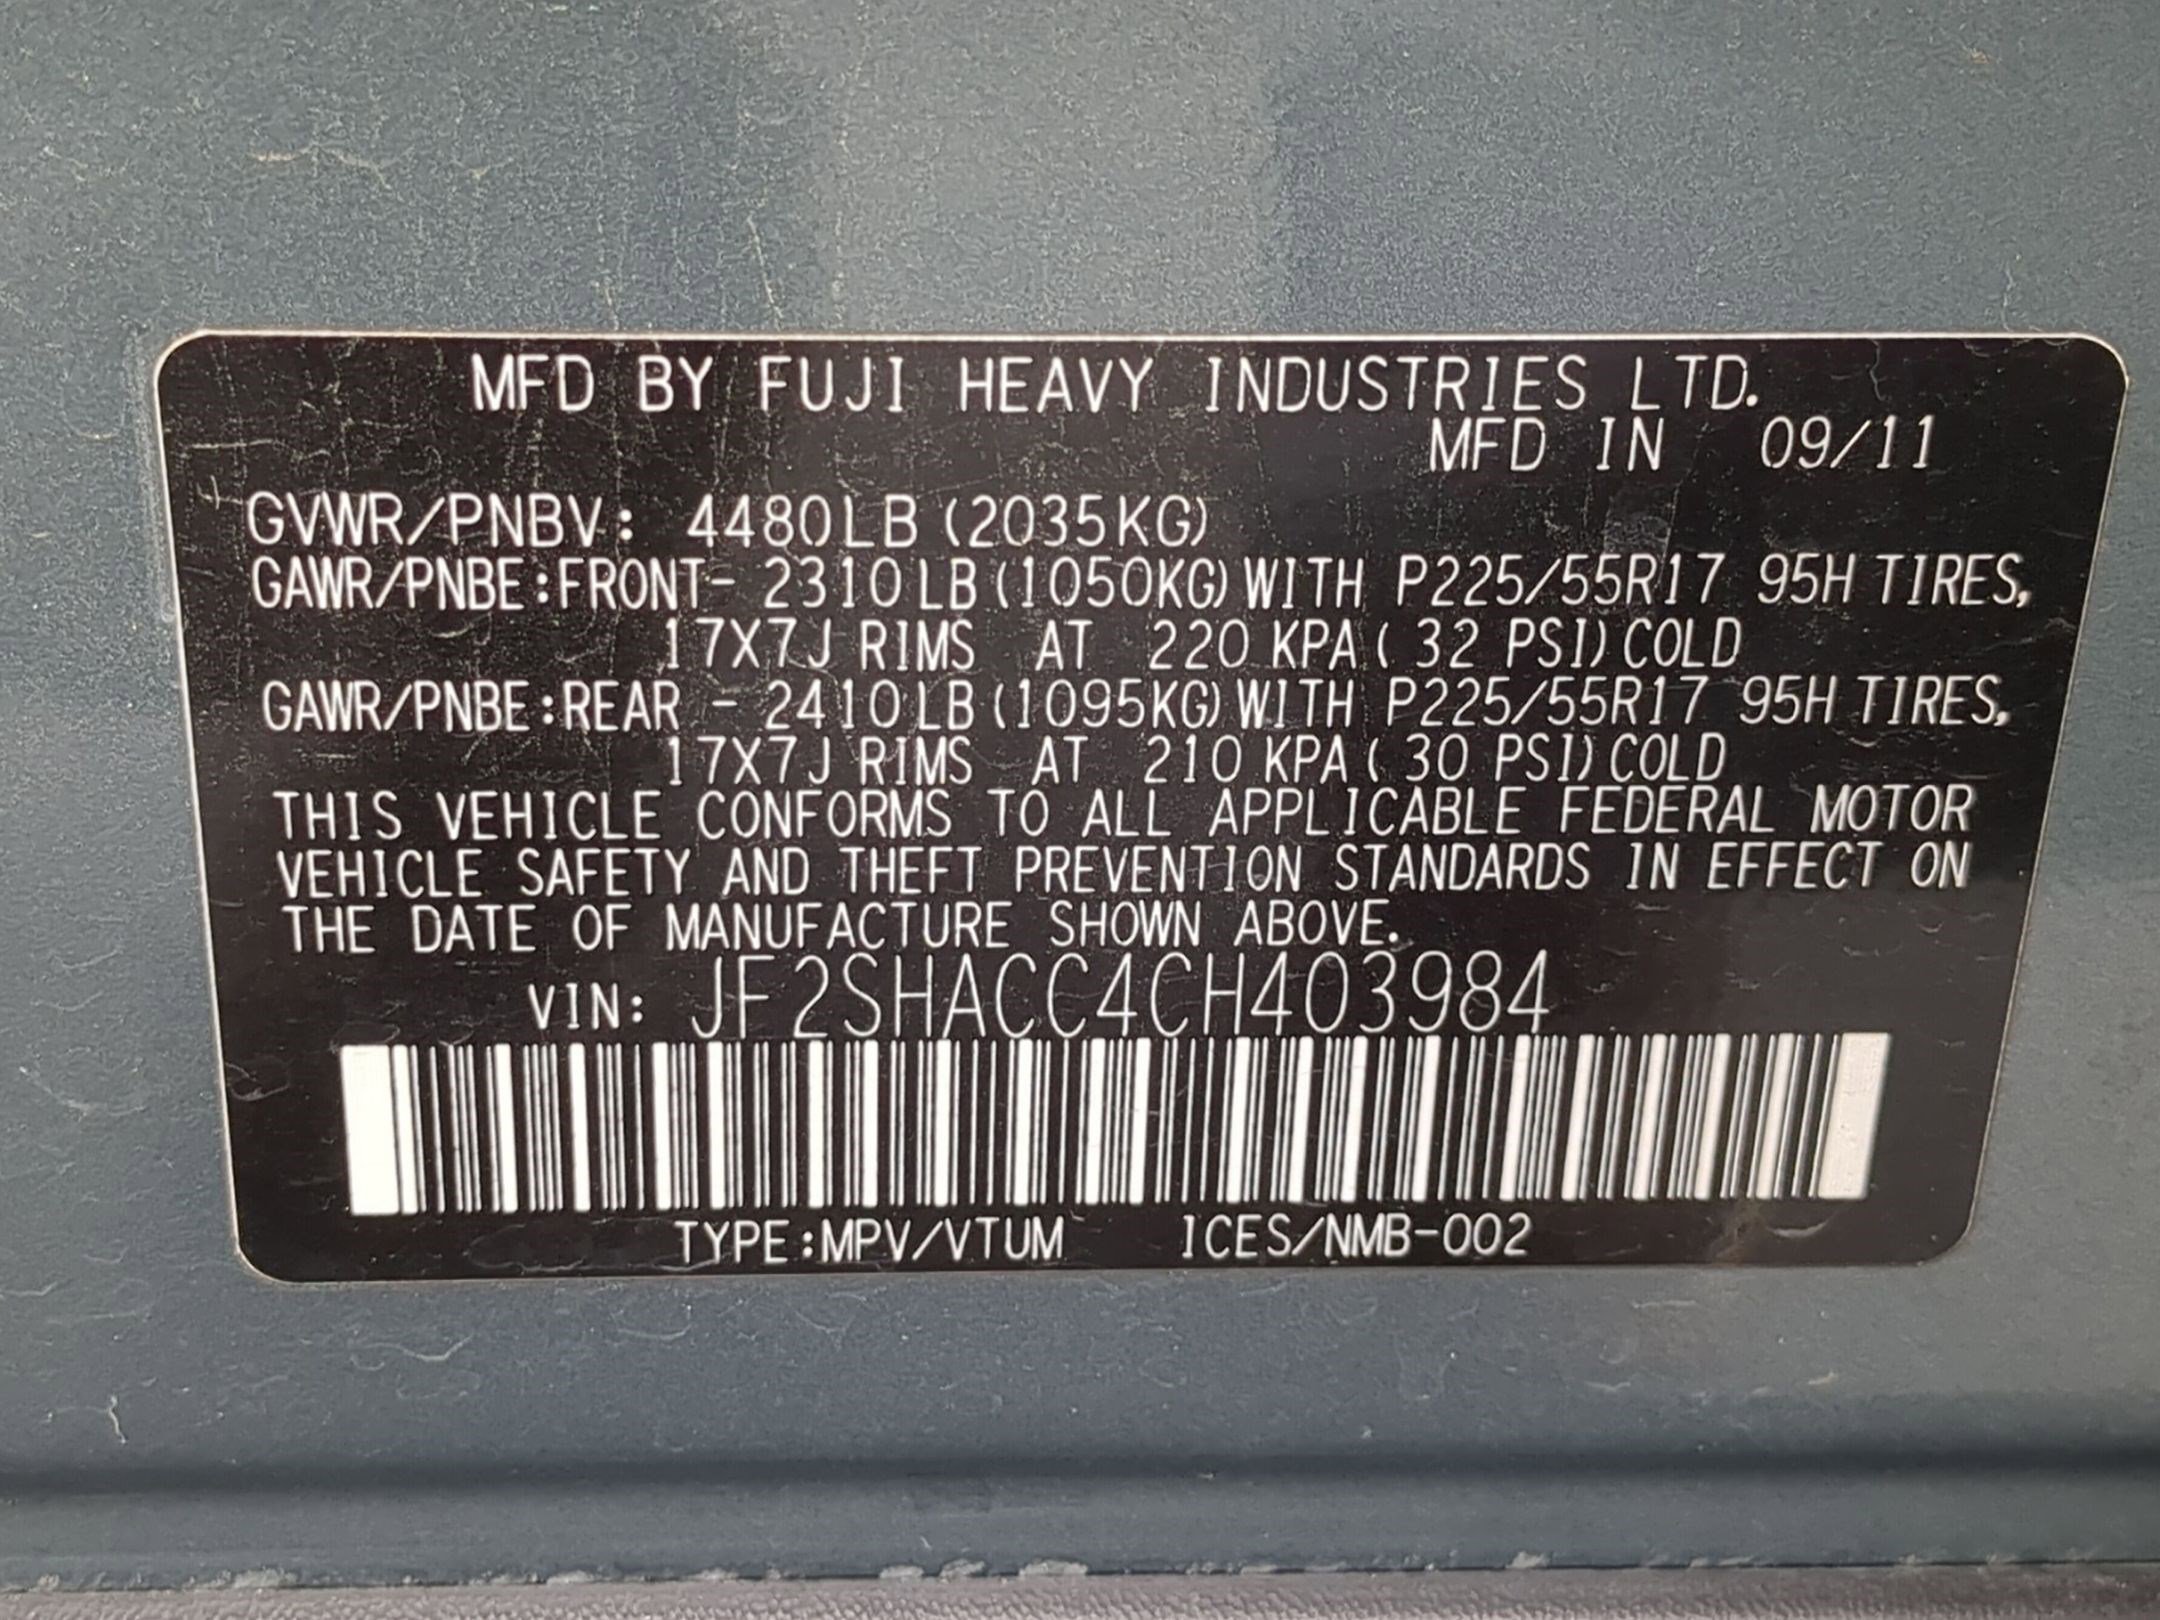 MFD BY FUJI HEAVY INDUSTRIES LTD.
MFD IN 09/11
GVWR/PNBV: 4480LB (2035KG)
GAWR/PNBE:FRONT- 2310LB (1050KG) WITH P225/55R17 95H TIRES,
17X7J RIMS AT 220 KPA ( 32 PSI) COLD
GAWR/PNBE:REAR - 2410LB (1095KG) WITH P225/55R17 95H TIRES,
17X7J RIMS AT 210 KPA ( 30 PSI) COLD
THIS VEHICLE CONFORMS TO ALL APPLICABLE FEDERAL MOTOR
VEHICLE SAFETY AND THEFT PREVENTION STANDARDS IN EFFECT ON
THE DATE OF MANUFACTURE SHOWN ABOVE.
VIN: JF2SHACC4CH403984
TYPE:MPV/VTUM ICES/NMB-002